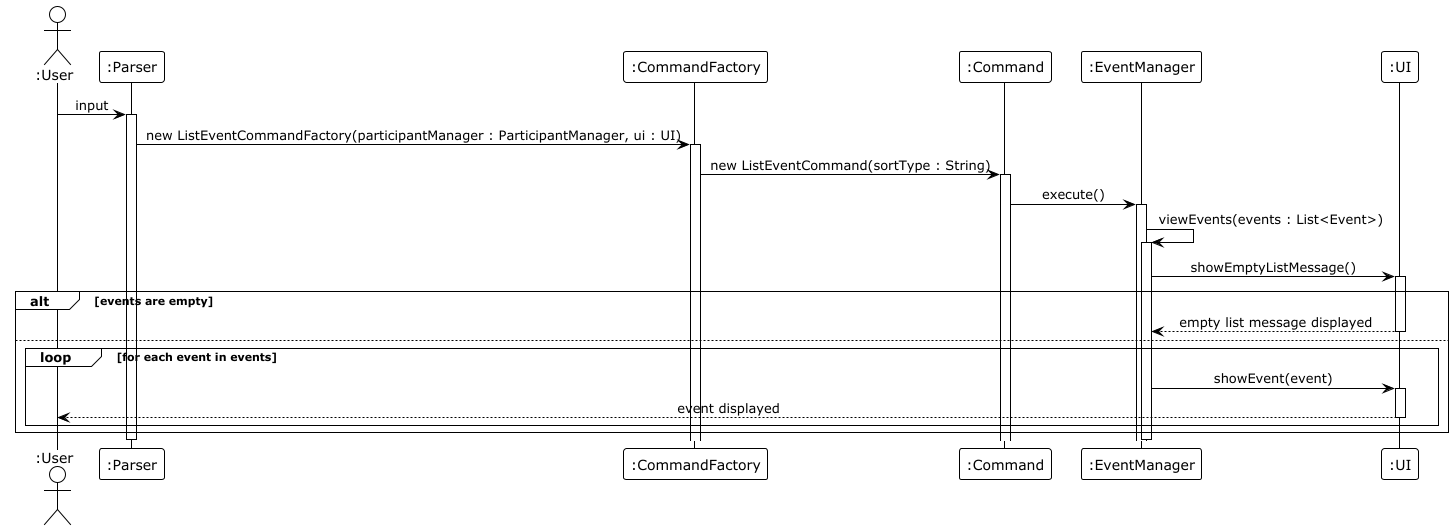 :User
:Parser
:CommandFactory
:Command
:EventManager
:UI
input
new ListEventCommandFactory(participantManager : ParticipantManager, ui : UI)
new ListEventCommand(sortType : String)
execute()
viewEvents(events : List<Event>)
showEmptyListMessage()
alt
[events are empty]
empty list message displayed
loop
[for each event in events]
showEvent(event)
event displayed
:User
:Parser
:CommandFactory
:Command
:EventManager
:UI